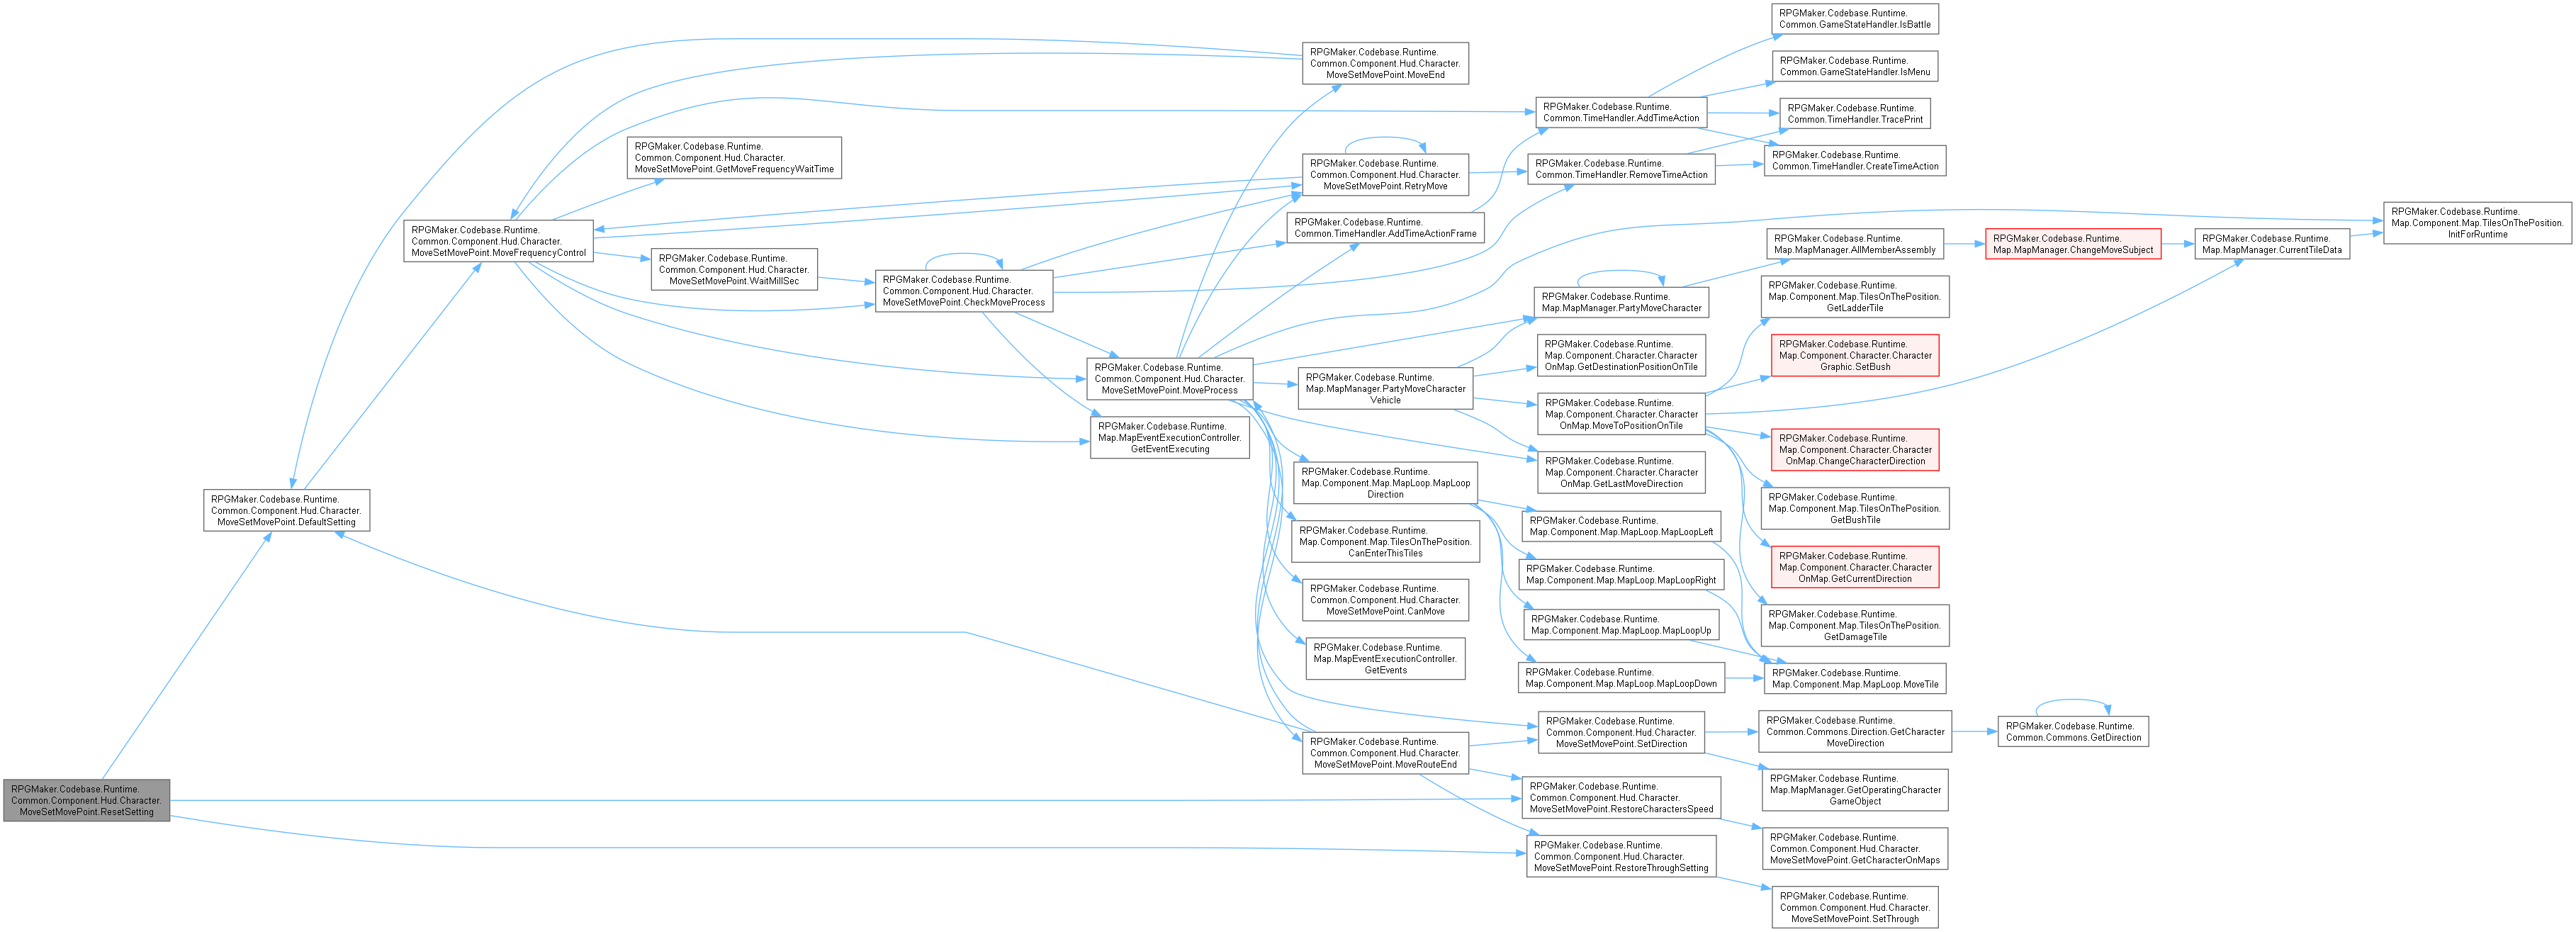 RPGMaker.Codebase.Runtime.
Common.Component.Hud.Character.
MoveSetMovePoint.ResetSetting
RPGMaker.Codebase.Runtime.
Common.Component.Hud.Character.
MoveSetMovePoint.DefaultSetting
RPGMaker.Codebase.Runtime.
Common.Component.Hud.Character.
MoveSetMovePoint.MoveFrequencyControl
RPGMaker.Codebase.Runtime.
Common.Component.Hud.Character.
MoveSetMovePoint.GetMoveFrequencyWaitTime
RPGMaker.Codebase.Runtime.
Common.Component.Hud.Character.
MoveSetMovePoint.WaitMillSec
RPGMaker.Codebase.Runtime.
Common.Component.Hud.Character.
MoveSetMovePoint.CheckMoveProcess
RPGMaker.Codebase.Runtime.
Common.Component.Hud.Character.
MoveSetMovePoint.MoveProcess
RPGMaker.Codebase.Runtime.
Map.MapEventExecutionController.
GetEventExecuting
RPGMaker.Codebase.Runtime.
Common.Component.Hud.Character.
MoveSetMovePoint.MoveEnd
RPGMaker.Codebase.Runtime.
Common.Component.Hud.Character.
MoveSetMovePoint.RetryMove
RPGMaker.Codebase.Runtime.
Common.TimeHandler.AddTimeActionFrame
RPGMaker.Codebase.Runtime.
Map.MapManager.PartyMoveCharacter
Vehicle
RPGMaker.Codebase.Runtime.
Map.Component.Map.MapLoop.MapLoop
Direction
RPGMaker.Codebase.Runtime.
Map.Component.Map.TilesOnThePosition.
CanEnterThisTiles
RPGMaker.Codebase.Runtime.
Common.Component.Hud.Character.
MoveSetMovePoint.CanMove
RPGMaker.Codebase.Runtime.
Map.MapEventExecutionController.
GetEvents
RPGMaker.Codebase.Runtime.
Common.Component.Hud.Character.
MoveSetMovePoint.MoveRouteEnd
RPGMaker.Codebase.Runtime.
Common.TimeHandler.AddTimeAction
RPGMaker.Codebase.Runtime.
Common.TimeHandler.RemoveTimeAction
RPGMaker.Codebase.Runtime.
Map.MapManager.PartyMoveCharacter
RPGMaker.Codebase.Runtime.
Map.Component.Character.Character
OnMap.GetDestinationPositionOnTile
RPGMaker.Codebase.Runtime.
Map.Component.Character.Character
OnMap.MoveToPositionOnTile
RPGMaker.Codebase.Runtime.
Map.Component.Character.Character
OnMap.GetLastMoveDirection
RPGMaker.Codebase.Runtime.
Map.Component.Map.MapLoop.MapLoopLeft
RPGMaker.Codebase.Runtime.
Map.Component.Map.MapLoop.MapLoopRight
RPGMaker.Codebase.Runtime.
Map.Component.Map.MapLoop.MapLoopUp
RPGMaker.Codebase.Runtime.
Map.Component.Map.MapLoop.MapLoopDown
RPGMaker.Codebase.Runtime.
Common.Component.Hud.Character.
MoveSetMovePoint.SetDirection
RPGMaker.Codebase.Runtime.
Common.Component.Hud.Character.
MoveSetMovePoint.RestoreCharactersSpeed
RPGMaker.Codebase.Runtime.
Common.Component.Hud.Character.
MoveSetMovePoint.RestoreThroughSetting
RPGMaker.Codebase.Runtime.
Common.GameStateHandler.IsBattle
RPGMaker.Codebase.Runtime.
Common.GameStateHandler.IsMenu
RPGMaker.Codebase.Runtime.
Common.TimeHandler.TracePrint
RPGMaker.Codebase.Runtime.
Common.TimeHandler.CreateTimeAction
RPGMaker.Codebase.Runtime.
Map.MapManager.AllMemberAssembly
RPGMaker.Codebase.Runtime.
Map.Component.Map.TilesOnThePosition.
GetLadderTile
RPGMaker.Codebase.Runtime.
Map.Component.Character.Character
Graphic.SetBush
RPGMaker.Codebase.Runtime.
Map.Component.Character.Character
OnMap.ChangeCharacterDirection
RPGMaker.Codebase.Runtime.
Map.Component.Map.TilesOnThePosition.
GetBushTile
RPGMaker.Codebase.Runtime.
Map.Component.Character.Character
OnMap.GetCurrentDirection
RPGMaker.Codebase.Runtime.
Map.Component.Map.TilesOnThePosition.
GetDamageTile
RPGMaker.Codebase.Runtime.
Map.Component.Map.MapLoop.MoveTile
RPGMaker.Codebase.Runtime.
Common.Commons.Direction.GetCharacter
MoveDirection
RPGMaker.Codebase.Runtime.
Map.MapManager.GetOperatingCharacter
GameObject
RPGMaker.Codebase.Runtime.
Common.Component.Hud.Character.
MoveSetMovePoint.GetCharacterOnMaps
RPGMaker.Codebase.Runtime.
Common.Component.Hud.Character.
MoveSetMovePoint.SetThrough
RPGMaker.Codebase.Runtime.
Map.MapManager.ChangeMoveSubject
RPGMaker.Codebase.Runtime.
Common.Commons.GetDirection
RPGMaker.Codebase.Runtime.
Map.MapManager.CurrentTileData
RPGMaker.Codebase.Runtime.
Map.Component.Map.TilesOnThePosition.
InitForRuntime